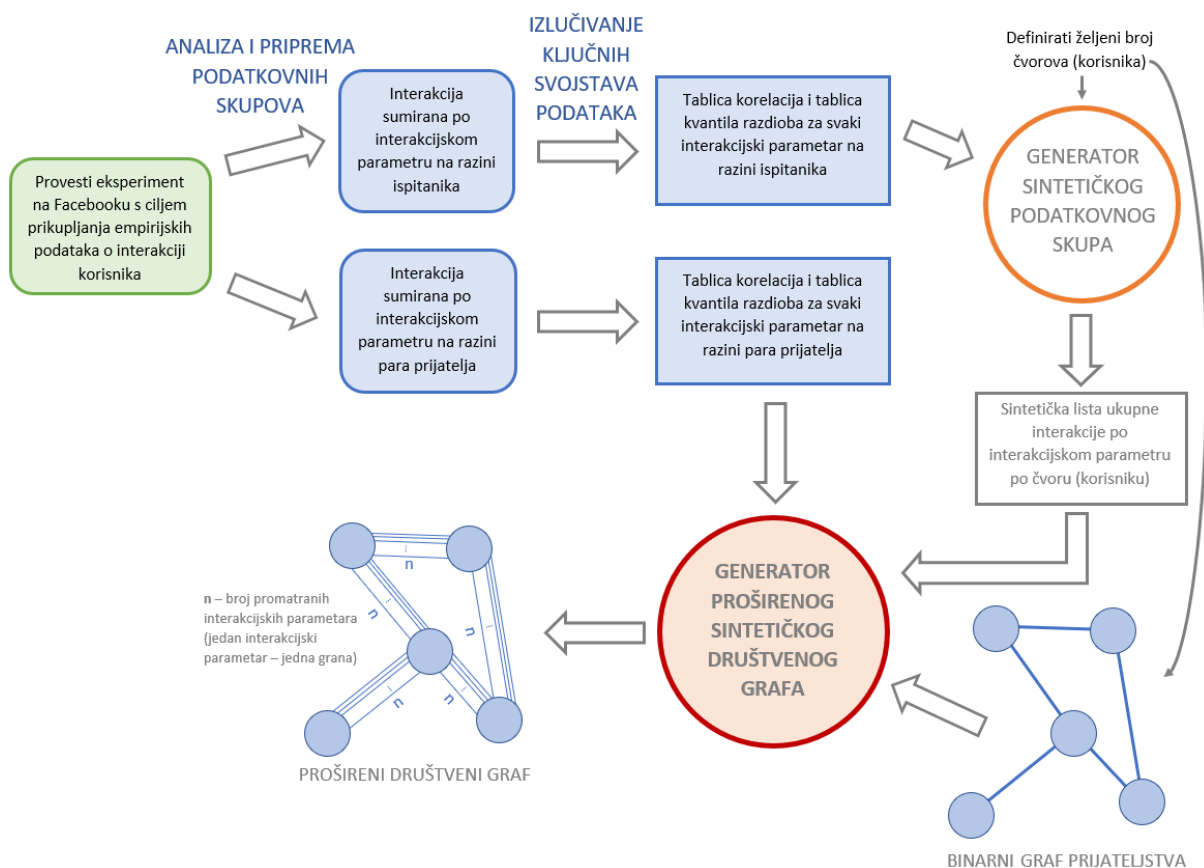 ANALIZA I PRIPREMA
PODATKOVNIH
SKUPOVA
IZLUČIVANJE
KLJUČNIH
SVOJSTAVA
PODATAKA
Definirati željeni broj
čvorova (korisnika)
Provesti eksperiment
na Facebooku s ciljem
prikupljanja empirijskih
podataka o interakciji
korisnika
Interakcija
sumirana po
interakcijskom
parametru na razini
ispitanika
Tablica korelacija i tablica
kvantila razdioba za svaki
interakcijski parametar na
razini ispitanika
GENERATOR
SINTETIČKOG
PODATKOVNOG
SKUPA
Interakcija
sumirana po
interakcijskom
parametru na razini
para prijatelja
Tablica korelacija i tablica
kvantila razdioba za svaki
interakcijski parametar na
razini para prijatelja
Sintetička lista ukupne
interakcije po
interakcijskom parametru
po čvoru (korisniku)
GENERATOR
PROŠIRENOG
SINTETIČKOG
DRUŠTVENOG
GRAFA
n – broj promatranih
interakcijskih parametara
(jedan interakcijski
parametar – jedna grana)
n
n
n
n
n
PROŠIRENI DRUŠTVENI GRAF
BINARNI GRAF PRIJATELJSTVA